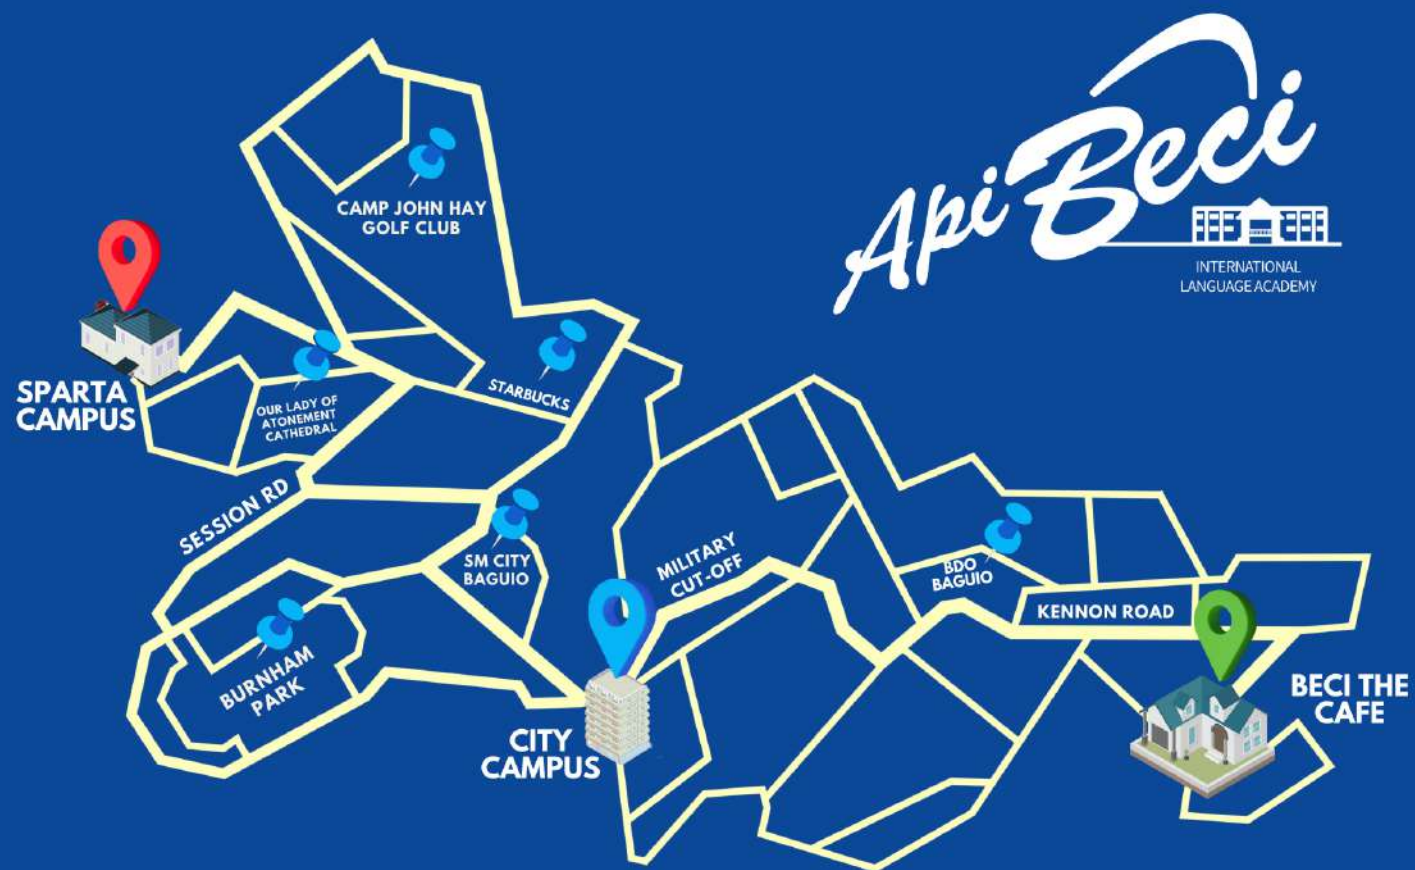 Api Beci
INTERNATIONAL
LANGUAGE ACADEMY
CAMP JOHN HAY
GOLF CLUB
SPARTA
CAMPUS
OUR LADY OF
ATONEMENT
CATHEDRAL
STARBUCKS
SESSION RD
SM CITY
BAGUIO
MILITARY
CUT-OFF
BDO
BAGUIO
KENNON ROAD
BURNHAM
PARK
CITY
CAMPUS
BECI THE
CAFE